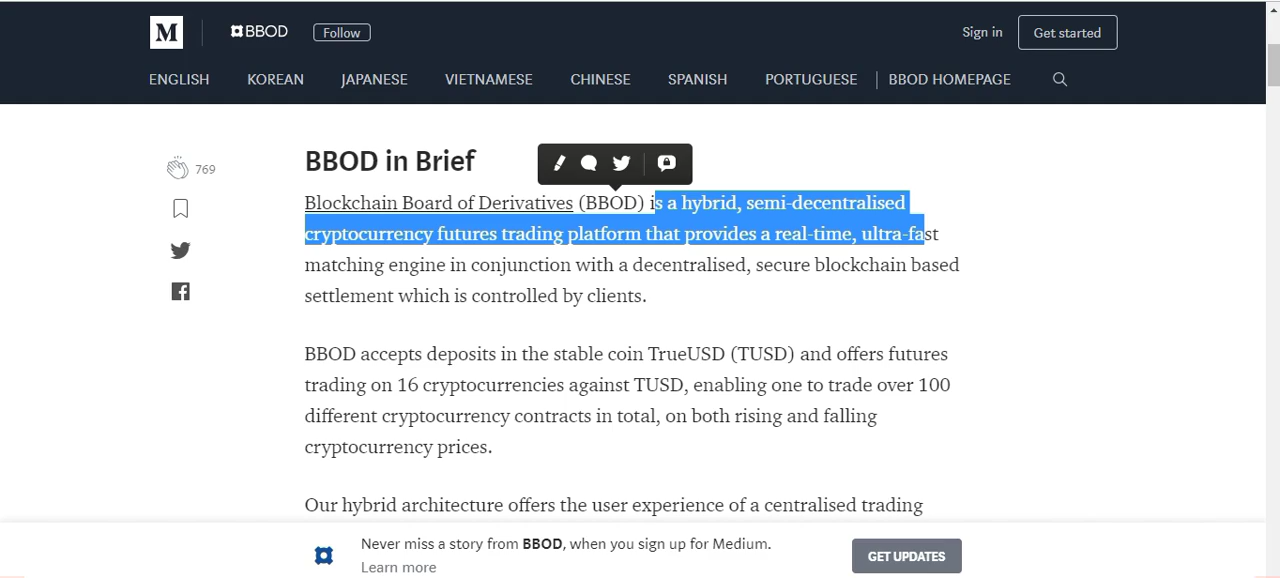 M BBOD Follow Sign in Get started
ENGLISH KOREAN JAPANESE VIETNAMESE CHINESE SPANISH PORTUGUESE BBOD HOMEPAGE
BBOD in Brief
769
Blockchain Board of Derivatives (BBOD) is a hybrid, semi-decentralised
cryptocurrency futures trading platform that provides a real-time, ultra-fast
matching engine in conjunction with a decentralised, secure blockchain based
settlement which is controlled by clients.
BBOD accepts deposits in the stable coin TrueUSD (TUSD) and offers futures
trading on 16 cryptocurrencies against TUSD, enabling one to trade over 100
different cryptocurrency contracts in total, on both rising and falling
cryptocurrency prices.
Our hybrid architecture offers the user experience of a centralised trading
Never miss a story from BBOD, when you sign up for Medium.
Learn more
GET UPDATES